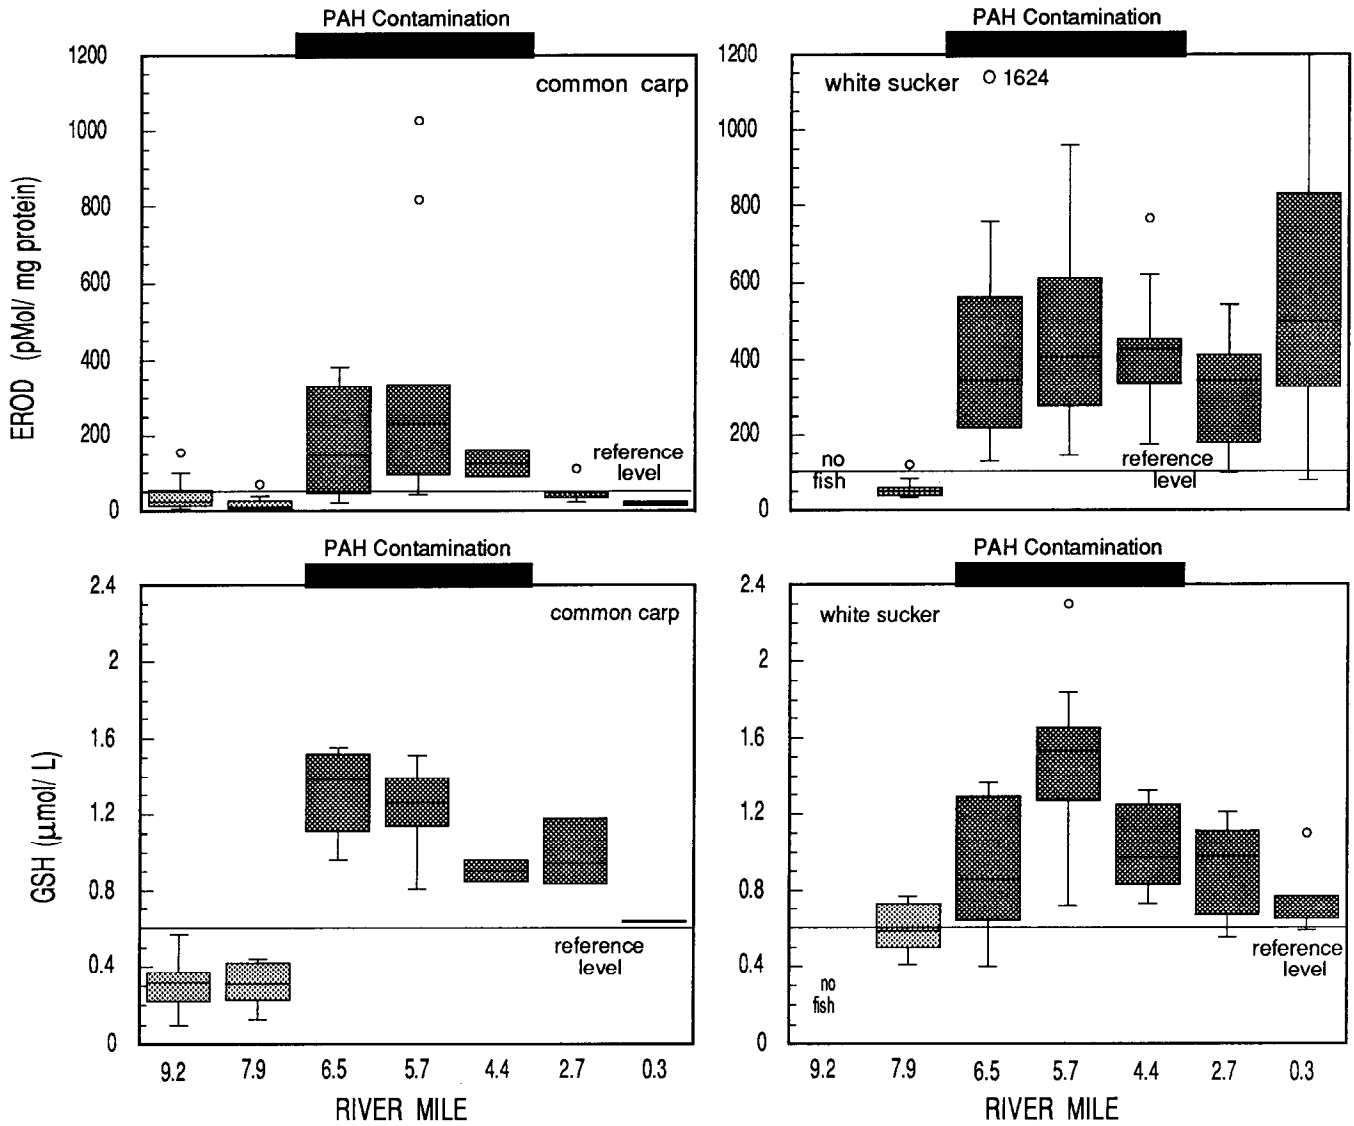 PAH Contamination
common carp
1200
1000
800
600
400
200
0
EROD (pMol/ mg protein)
reference
level
PAH Contamination
white sucker
1624
1200
1000
800
600
400
200
0
no
fish
reference
level
PAH Contamination
common carp
2.4
2
1.6
1.2
0.8
0.4
0
GSH (μmol/ L)
reference
level
9.2 7.9 6.5 5.7 4.4 2.7 0.3
RIVER MILE
PAH Contamination
white sucker
2.4
2
1.6
1.2
0.8
0.4
0
no
fish
reference
level
9.2 7.9 6.5 5.7 4.4 2.7 0.3
RIVER MILE